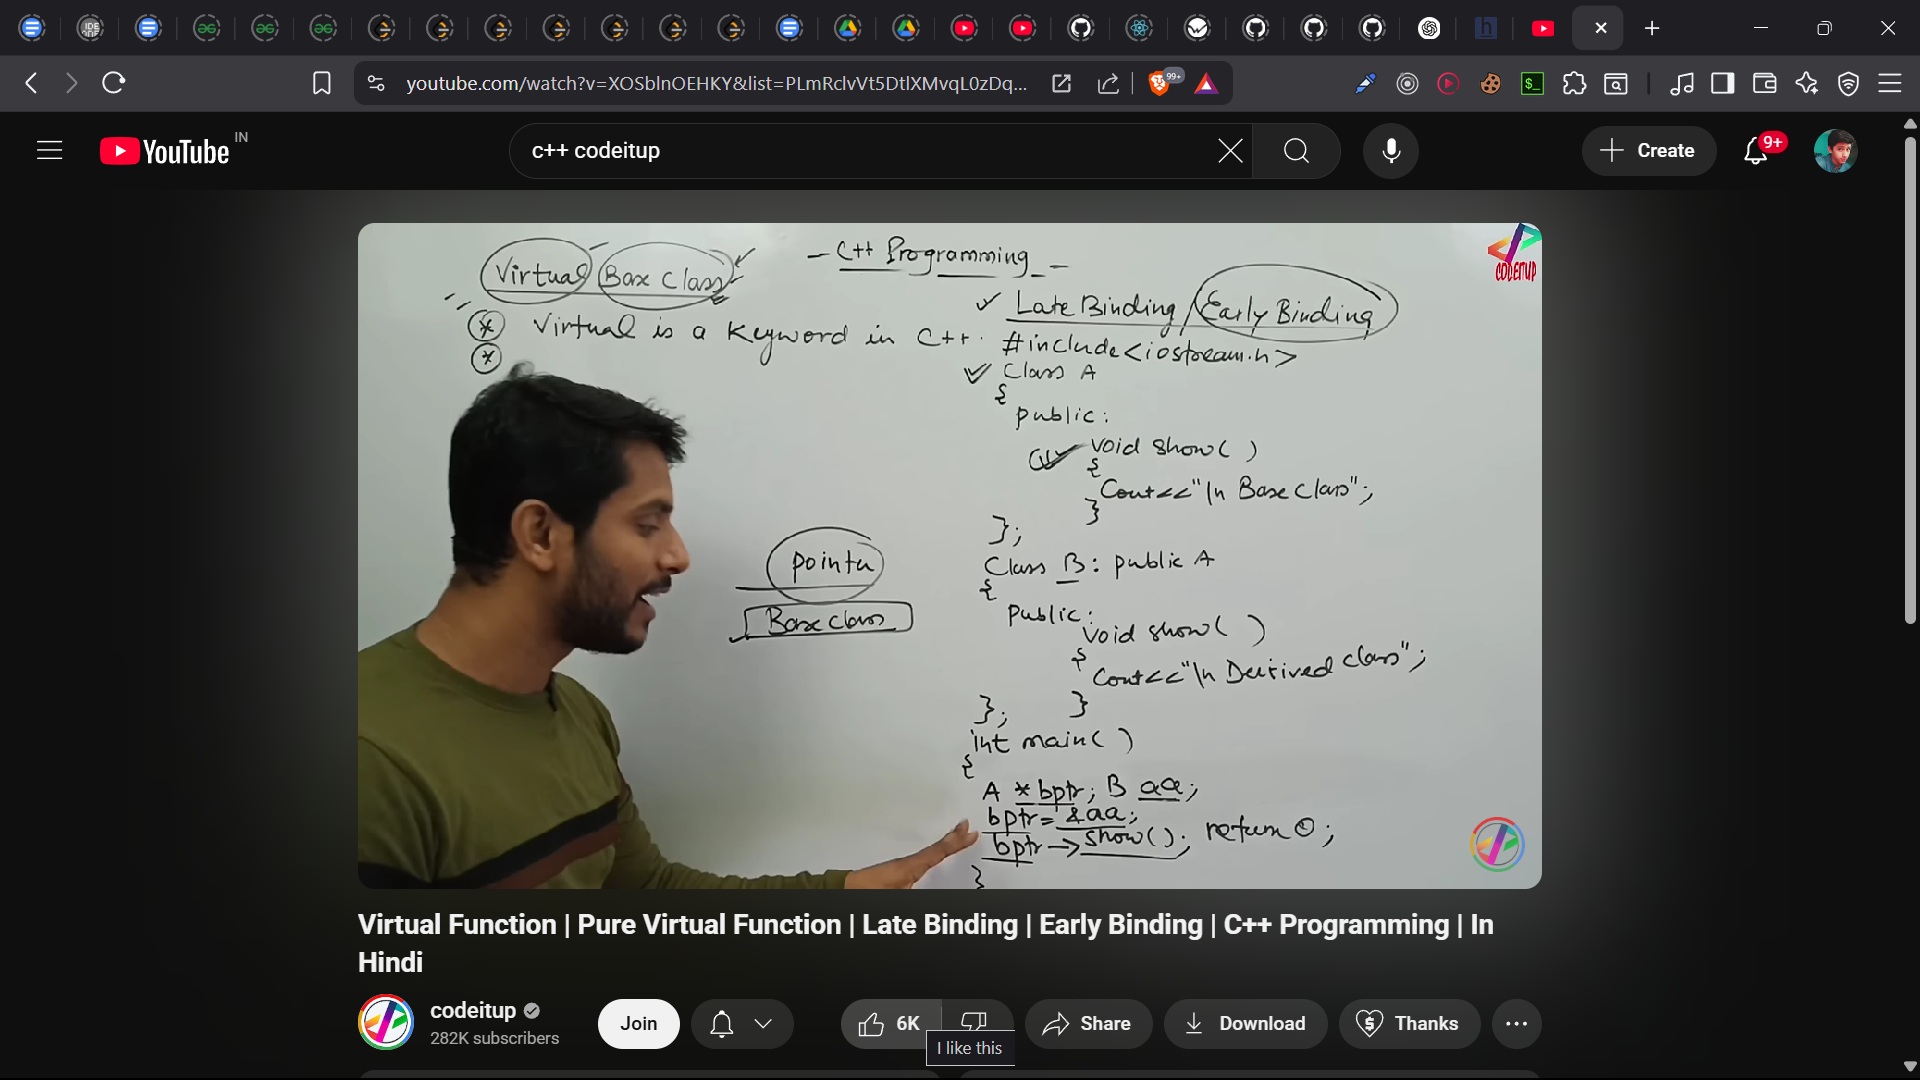 youtube.com/watch?v=XOSblnOEHKY&list=PLmRclvVt5DtlXMvqL0zDq...
99+
YouTube IN
c++ codeitup
Create
9+
- C++ Programming -
Virtual Base Class
CODEITUP
Late Binding / Early Binding
Virtual is a keyword in C++.
#include<iostream.h>
Class A
{
public:
void show( )
{
Cout<<"\n Base class";
}
};
Class B: public A
pointer
{
Base class
public:
void show( )
{
Cout<<"\n Derived class";
}
};
int main( )
{
A *bptr; B aa;
bptr = &aa;
bptr -> show(); return 0;
}
Virtual Function | Pure Virtual Function | Late Binding | Early Binding | C++ Programming | In
Hindi
codeitup
282K subscribers
Join
6K
Share
Download
Thanks
I like this